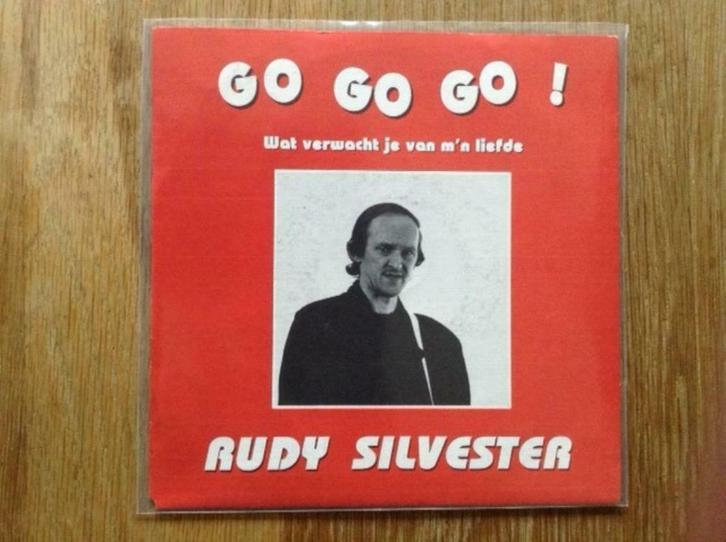 GO GO GO !
Wat verwacht je van m'n liefde
RUDY SILVESTER